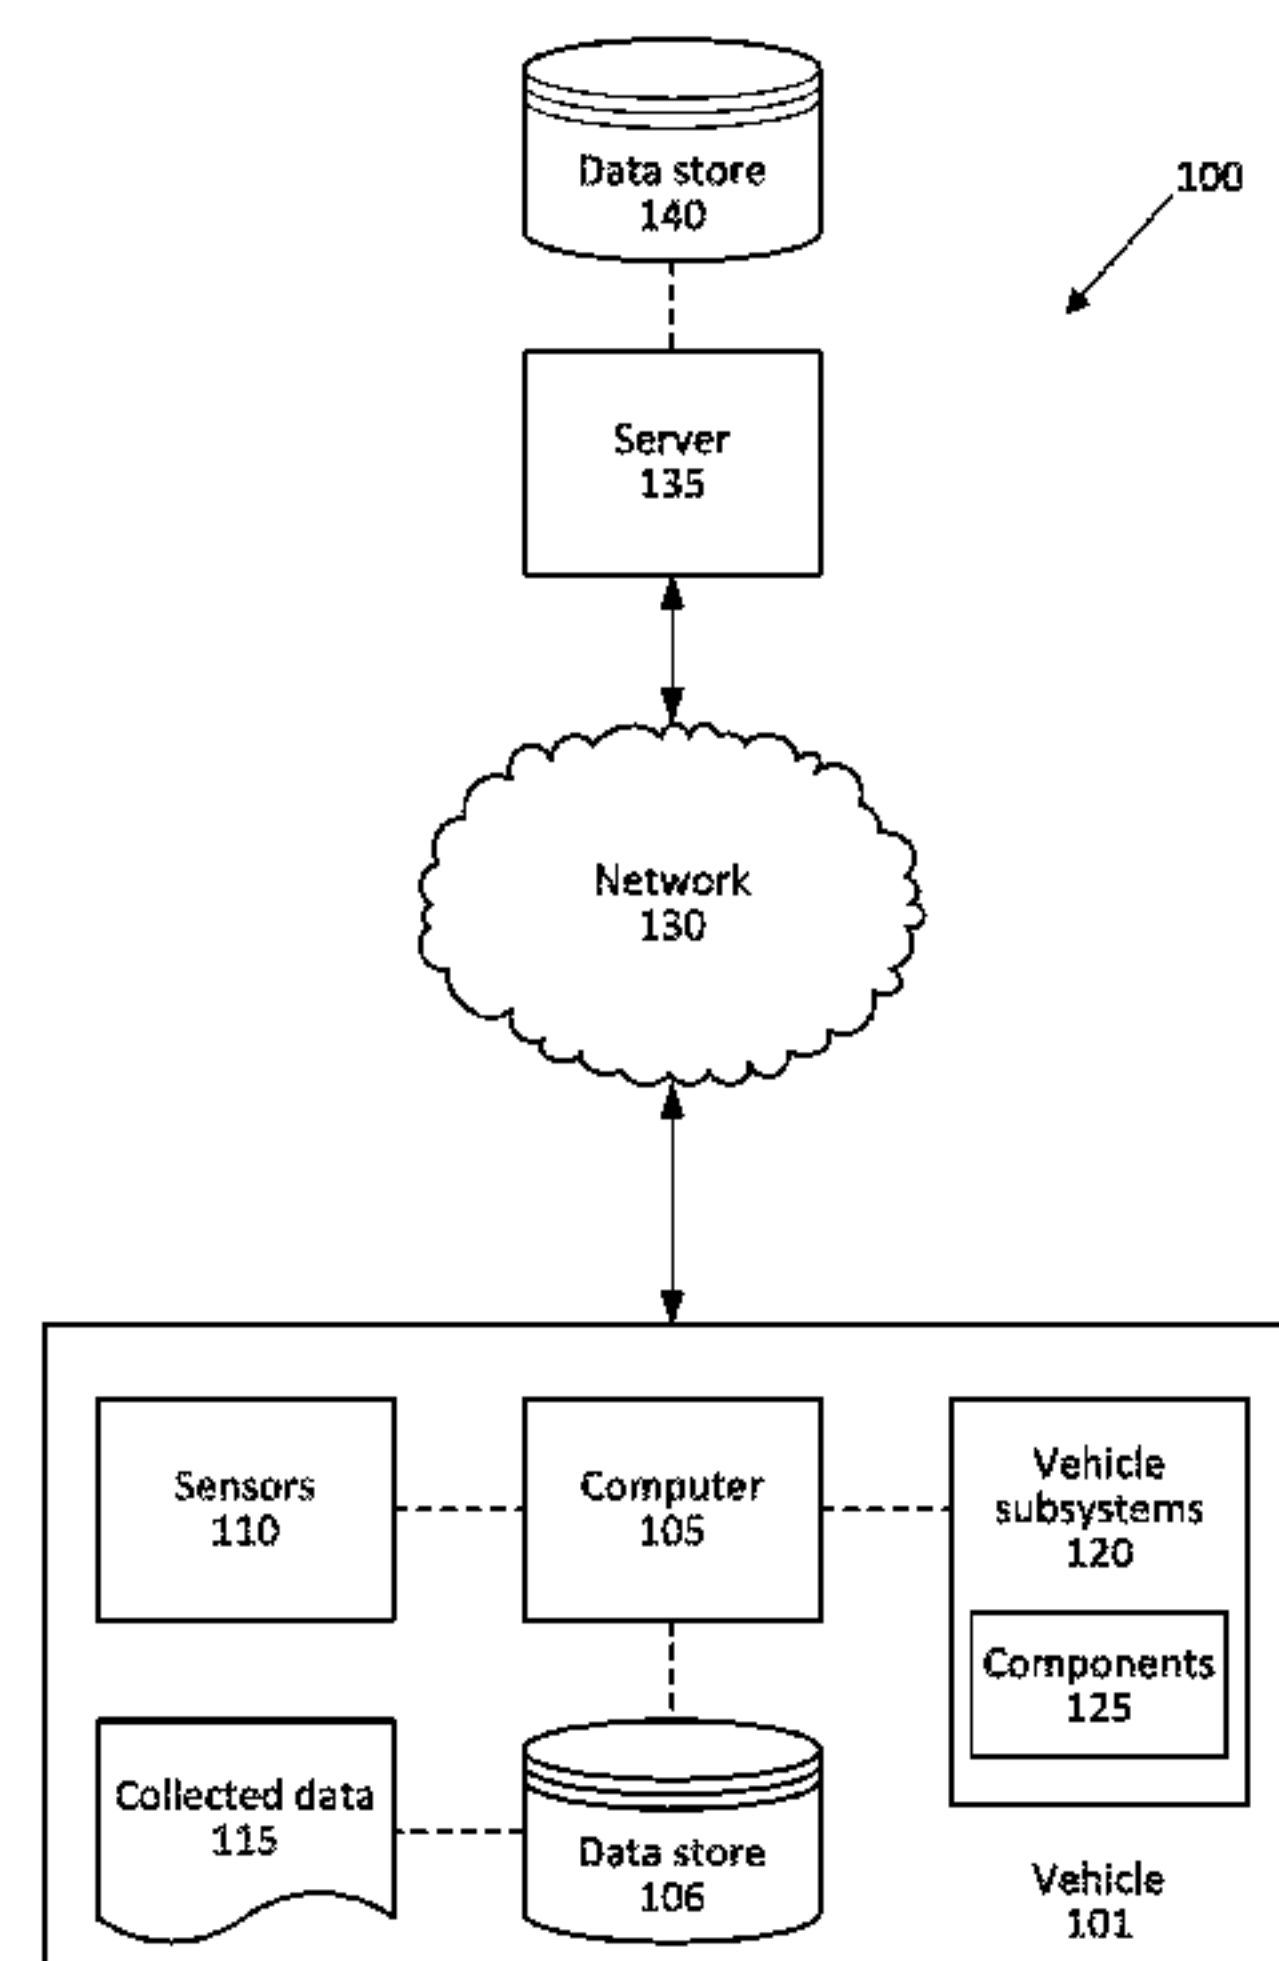 Data store
140
100
Server
135
Network
130
Sensors
110
Computer
105
Vehicle
subsystems
120
Components
125
Collected data
115
Data store
106
Vehicle
101